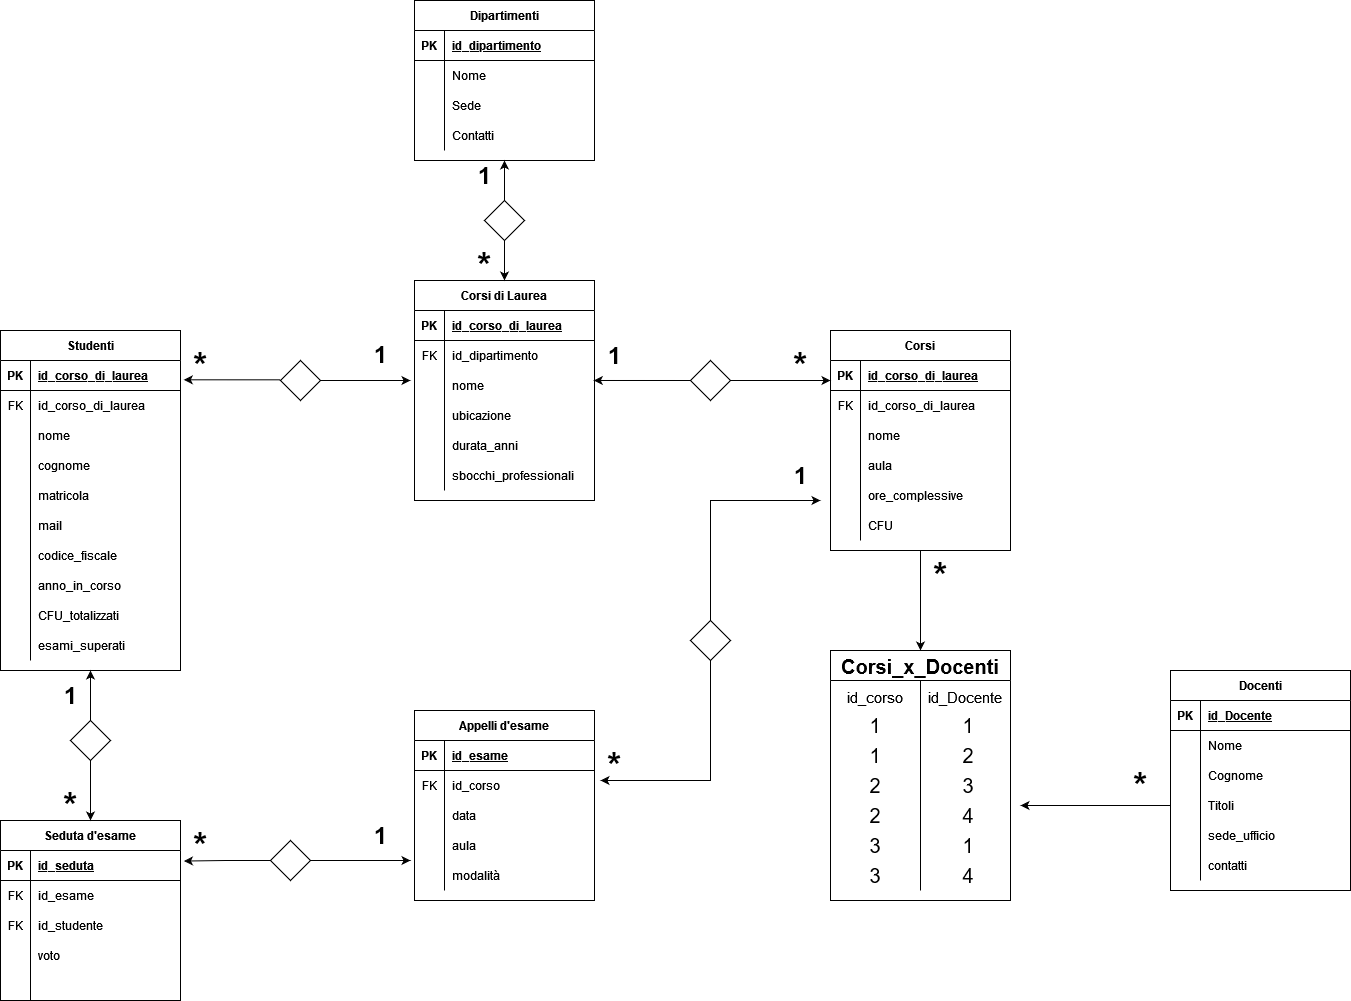 Dipartimenti
PK id_dipartimento
Nome
Sede
Contatti
1
*
Corsi di Laurea
PK id_corso_di_laurea
FK id_dipartimento
nome
ubicazione
durata_anni
sbocchi_professionali
Studenti
PK id_corso_di_laurea
FK id_corso_di_laurea
nome
cognome
matricola
mail
codice_fiscale
anno_in_corso
CFU_totalizzati
esami_superati
* 1
1 *
Corsi
PK id_corso_di_laurea
FK id_corso_di_laurea
nome
aula
ore_complessive
CFU
1
*
*
Corsi_x_Docenti
id_corso id_Docente
1 1
1 2
2 3
2 4
3 1
3 4
*
Docenti
PK id_Docente
Nome
Cognome
Titoli
sede_ufficio
contatti
Appelli d'esame
PK id_esame
FK id_corso
data
aula
modalità
1
*
Seduta d'esame
PK id_seduta
FK id_esame
FK id_studente
voto
* 1